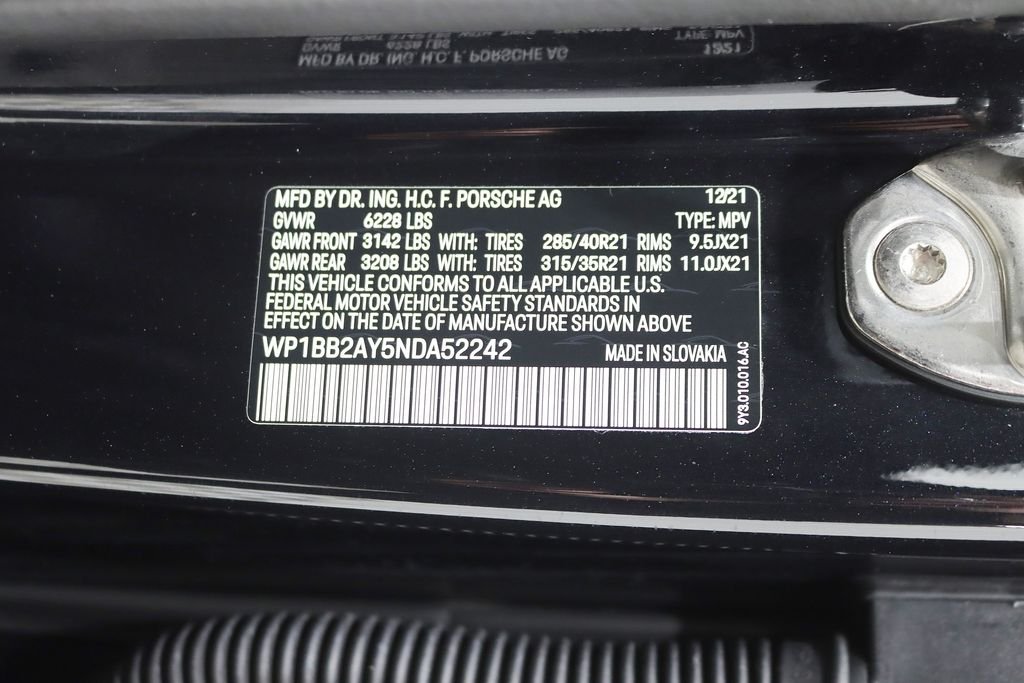 MFD BY DR. ING. H.C. F. PORSCHE AG 12/21
GVWR 6228 LBS TYPE: MPV
GAWR FRONT 3142 LBS WITH: TIRES 285/40R21 RIMS 9.5JX21
GAWR REAR 3208 LBS WITH: TIRES 315/35R21 RIMS 11.0JX21
THIS VEHICLE CONFORMS TO ALL APPLICABLE U.S.
FEDERAL MOTOR VEHICLE SAFETY STANDARDS IN
EFFECT ON THE DATE OF MANUFACTURE SHOWN ABOVE
WP1BB2AY5NDA52242 MADE IN SLOVAKIA
9Y3.010.016.AC